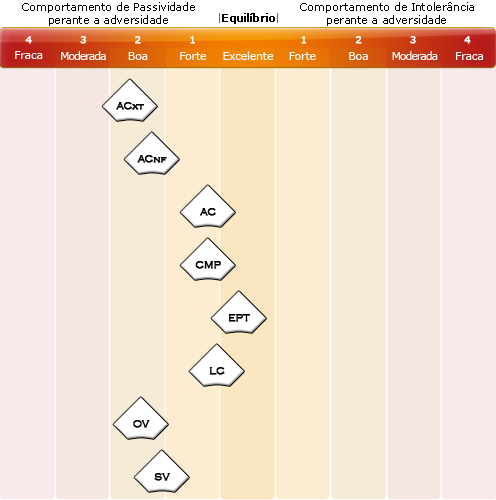 Comportamento de Passividade
perante a adversidade
|Equilíbrio|
Comportamento de Intolerância
perante a adversidade
4 3 2 1 1 2 3 4
Fraca Moderada Boa Forte Excelente Forte Boa Moderada Fraca
ACXT
ACNF
AC
CMP
EPT
LC
OV
SV